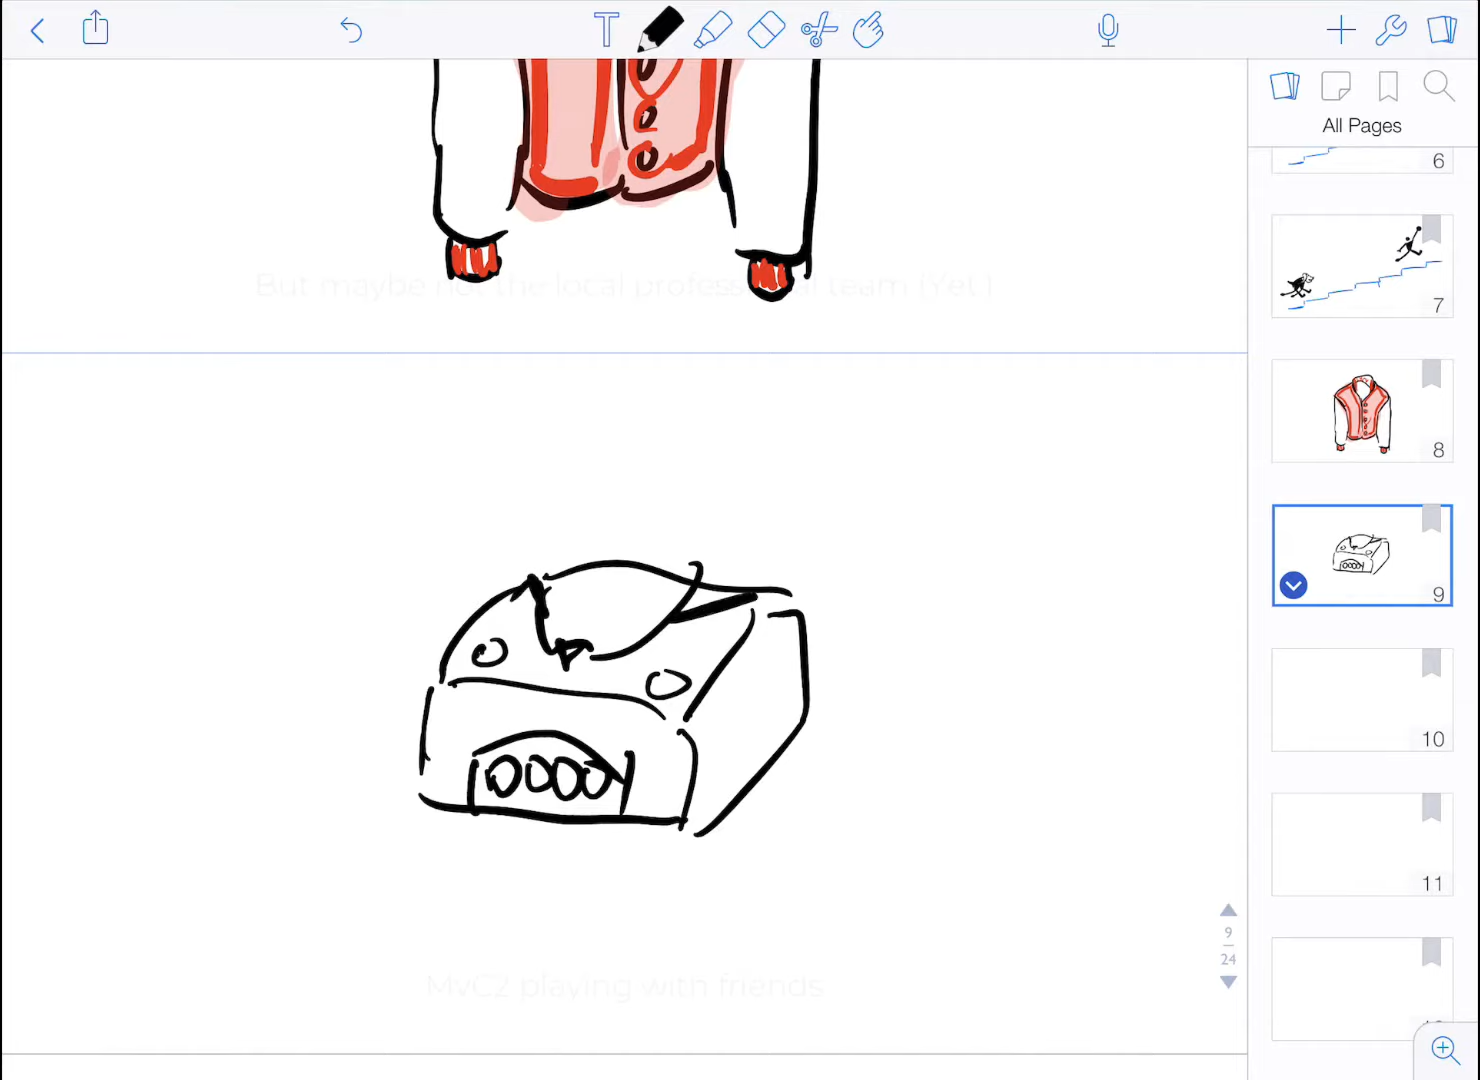 T
All Pages
6
But maybe not the local professional team (Yet)
7
8
9
10
9
24
11
MvC2 playing with friends